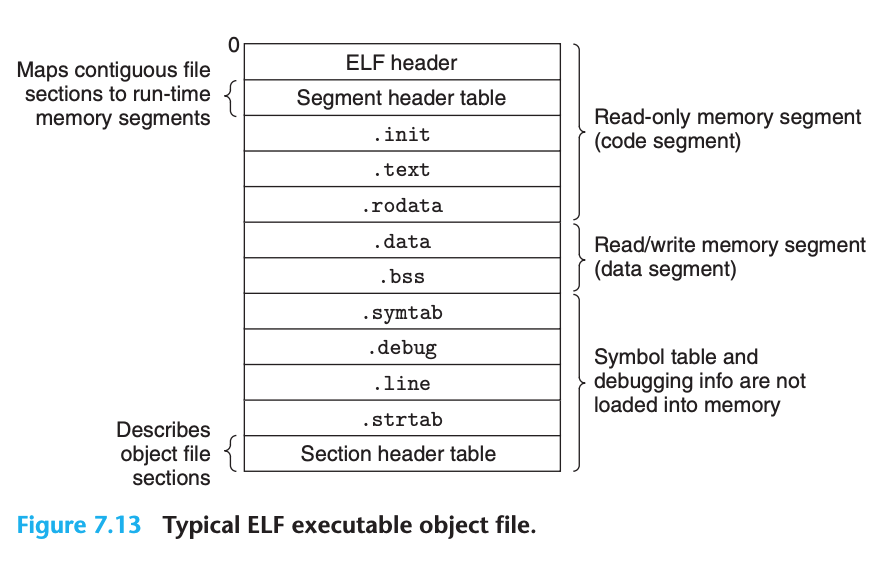 0
ELF header
Maps contiguous file
sections to run-time
memory segments
Segment header table
.init
.text
.rodata
Read-only memory segment
(code segment)
.data
.bss
Read/write memory segment
(data segment)
.symtab
.debug
.line
.strtab
Symbol table and
debugging info are not
loaded into memory
Describes
object file
sections
Section header table
Figure 7.13 Typical ELF executable object file.